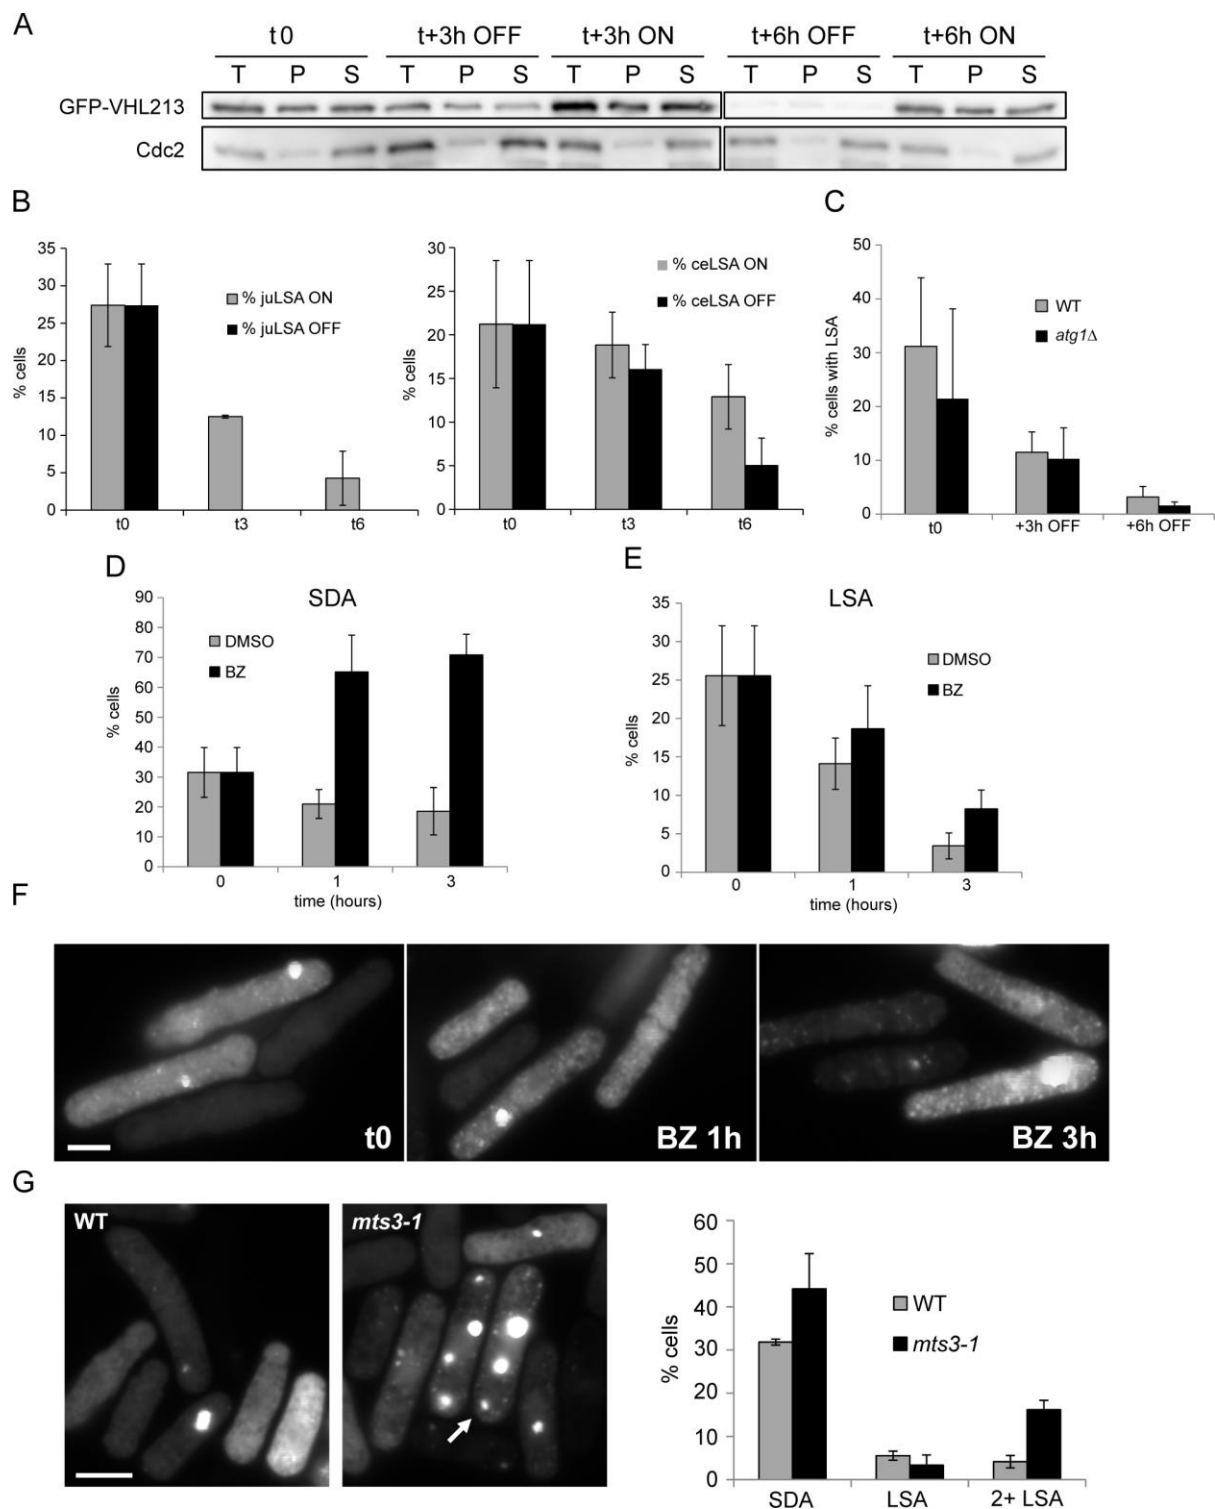 A
t0 t+3h OFF t+3h ON t+6h OFF t+6h ON
T P S T P S T P S T P S T P S
GFP-VHL213
Cdc2
B
35
30
25
20
15
10
5
0
% cells
% juLSA ON
% juLSA OFF
t0 t3 t6
30
25
20
15
10
5
0
% cells
% ceLSA ON
% ceLSA OFF
t0 t3 t6
C
50
40
30
20
10
0
% cells with LSA
WT
atg1Δ
t0 +3h OFF +6h OFF
D
SDA
90
80
70
60
50
40
30
20
10
0
% cells
DMSO
BZ
0 1 3
time (hours)
E
LSA
35
30
25
20
15
10
5
0
% cells
DMSO
BZ
0 1 3
time (hours)
F
t0
BZ 1h
BZ 3h
G
WT
mts3-1
60
50
40
30
20
10
0
% cells
WT
mts3-1
SDA LSA 2+ LSA